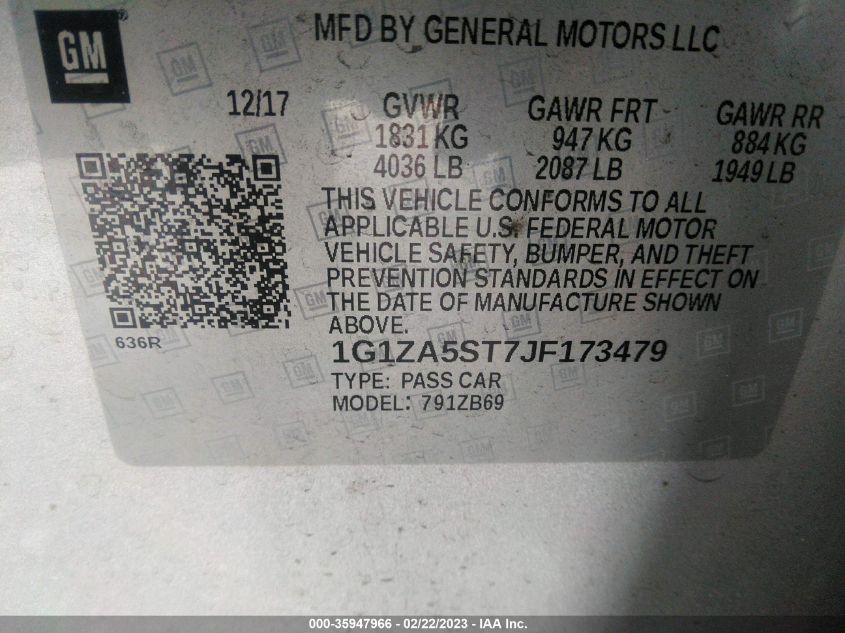 GM
MFD BY GENERAL MOTORS LLC
12/17
GVWR GAWR FRT GAWR RR
1831 KG 947 KG 884 KG
4036 LB 2087 LB 1949 LB
THIS VEHICLE CONFORMS TO ALL
APPLICABLE U.S. FEDERAL MOTOR
VEHICLE SAFETY, BUMPER, AND THEFT
PREVENTION STANDARDS IN EFFECT ON
THE DATE OF MANUFACTURE SHOWN
ABOVE.
636R
1G1ZA5ST7JF173479
TYPE: PASS CAR
MODEL: 791ZB69
000-35947966 - 02/22/2023 - IAAI.COM